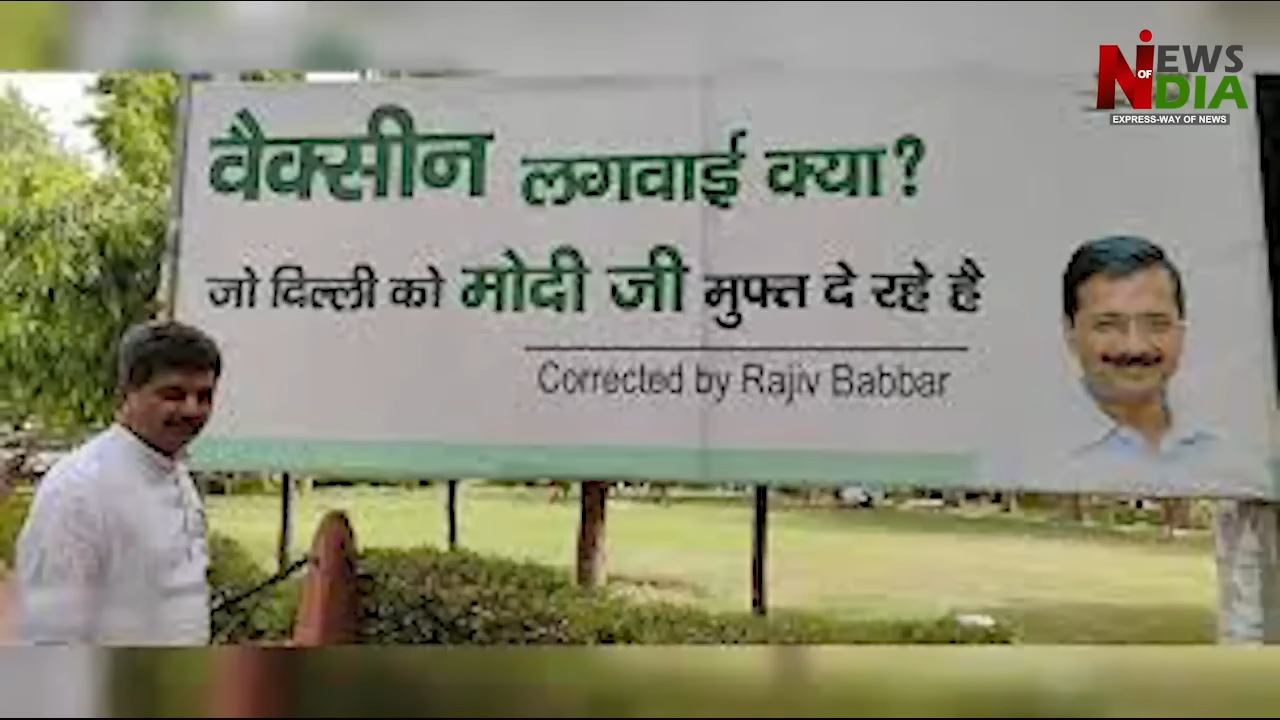 NEWS
OF INDIA
EXPRESS-WAY OF NEWS
वैक्सीन लगवाई क्या?
जो दिल्ली को मोदी जी मुफ्त दे रहे है
Corrected by Rajiv Babbar